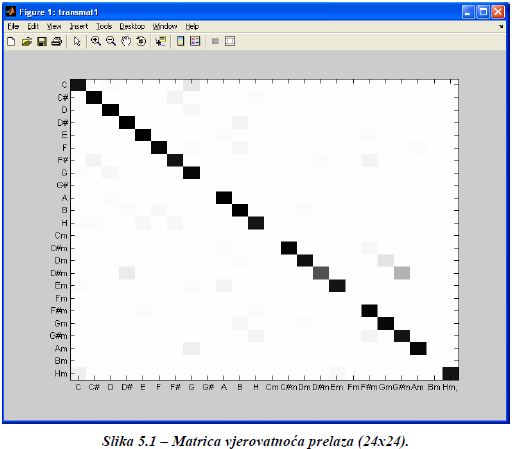 Figure 1: transmat1
File Edit View Insert Tools Desktop Window Help
C
C#
D
D#
E
F
F#
G
G#
A
B
H
Cm
C#m
Dm
D#m
Em
Fm
F#m
Gm
G#m
Am
Bm
Hm
C C# D D# E F F# G G# A B H Cm C#m Dm D#m Em Fm F#m Gm G#m Am Bm Hm,
Slika 5.1 – Matrica vjerovatnoća prelaza (24x24).